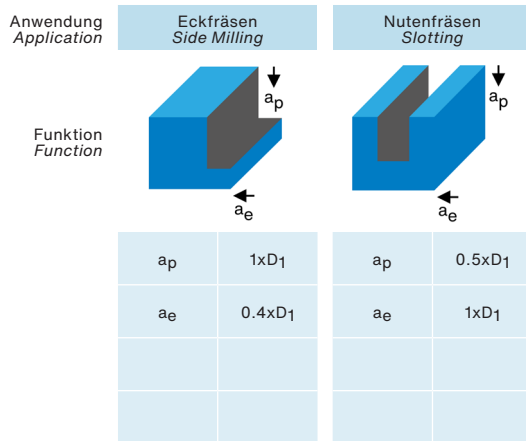 Anwendung
Application
Eckfräsen
Side Milling
Nutenfräsen
Slotting
Funktion
Function
ap
ae
ap
ae
ap 1xD1
ae 0.4xD1
ap 0.5xD1
ae 1xD1